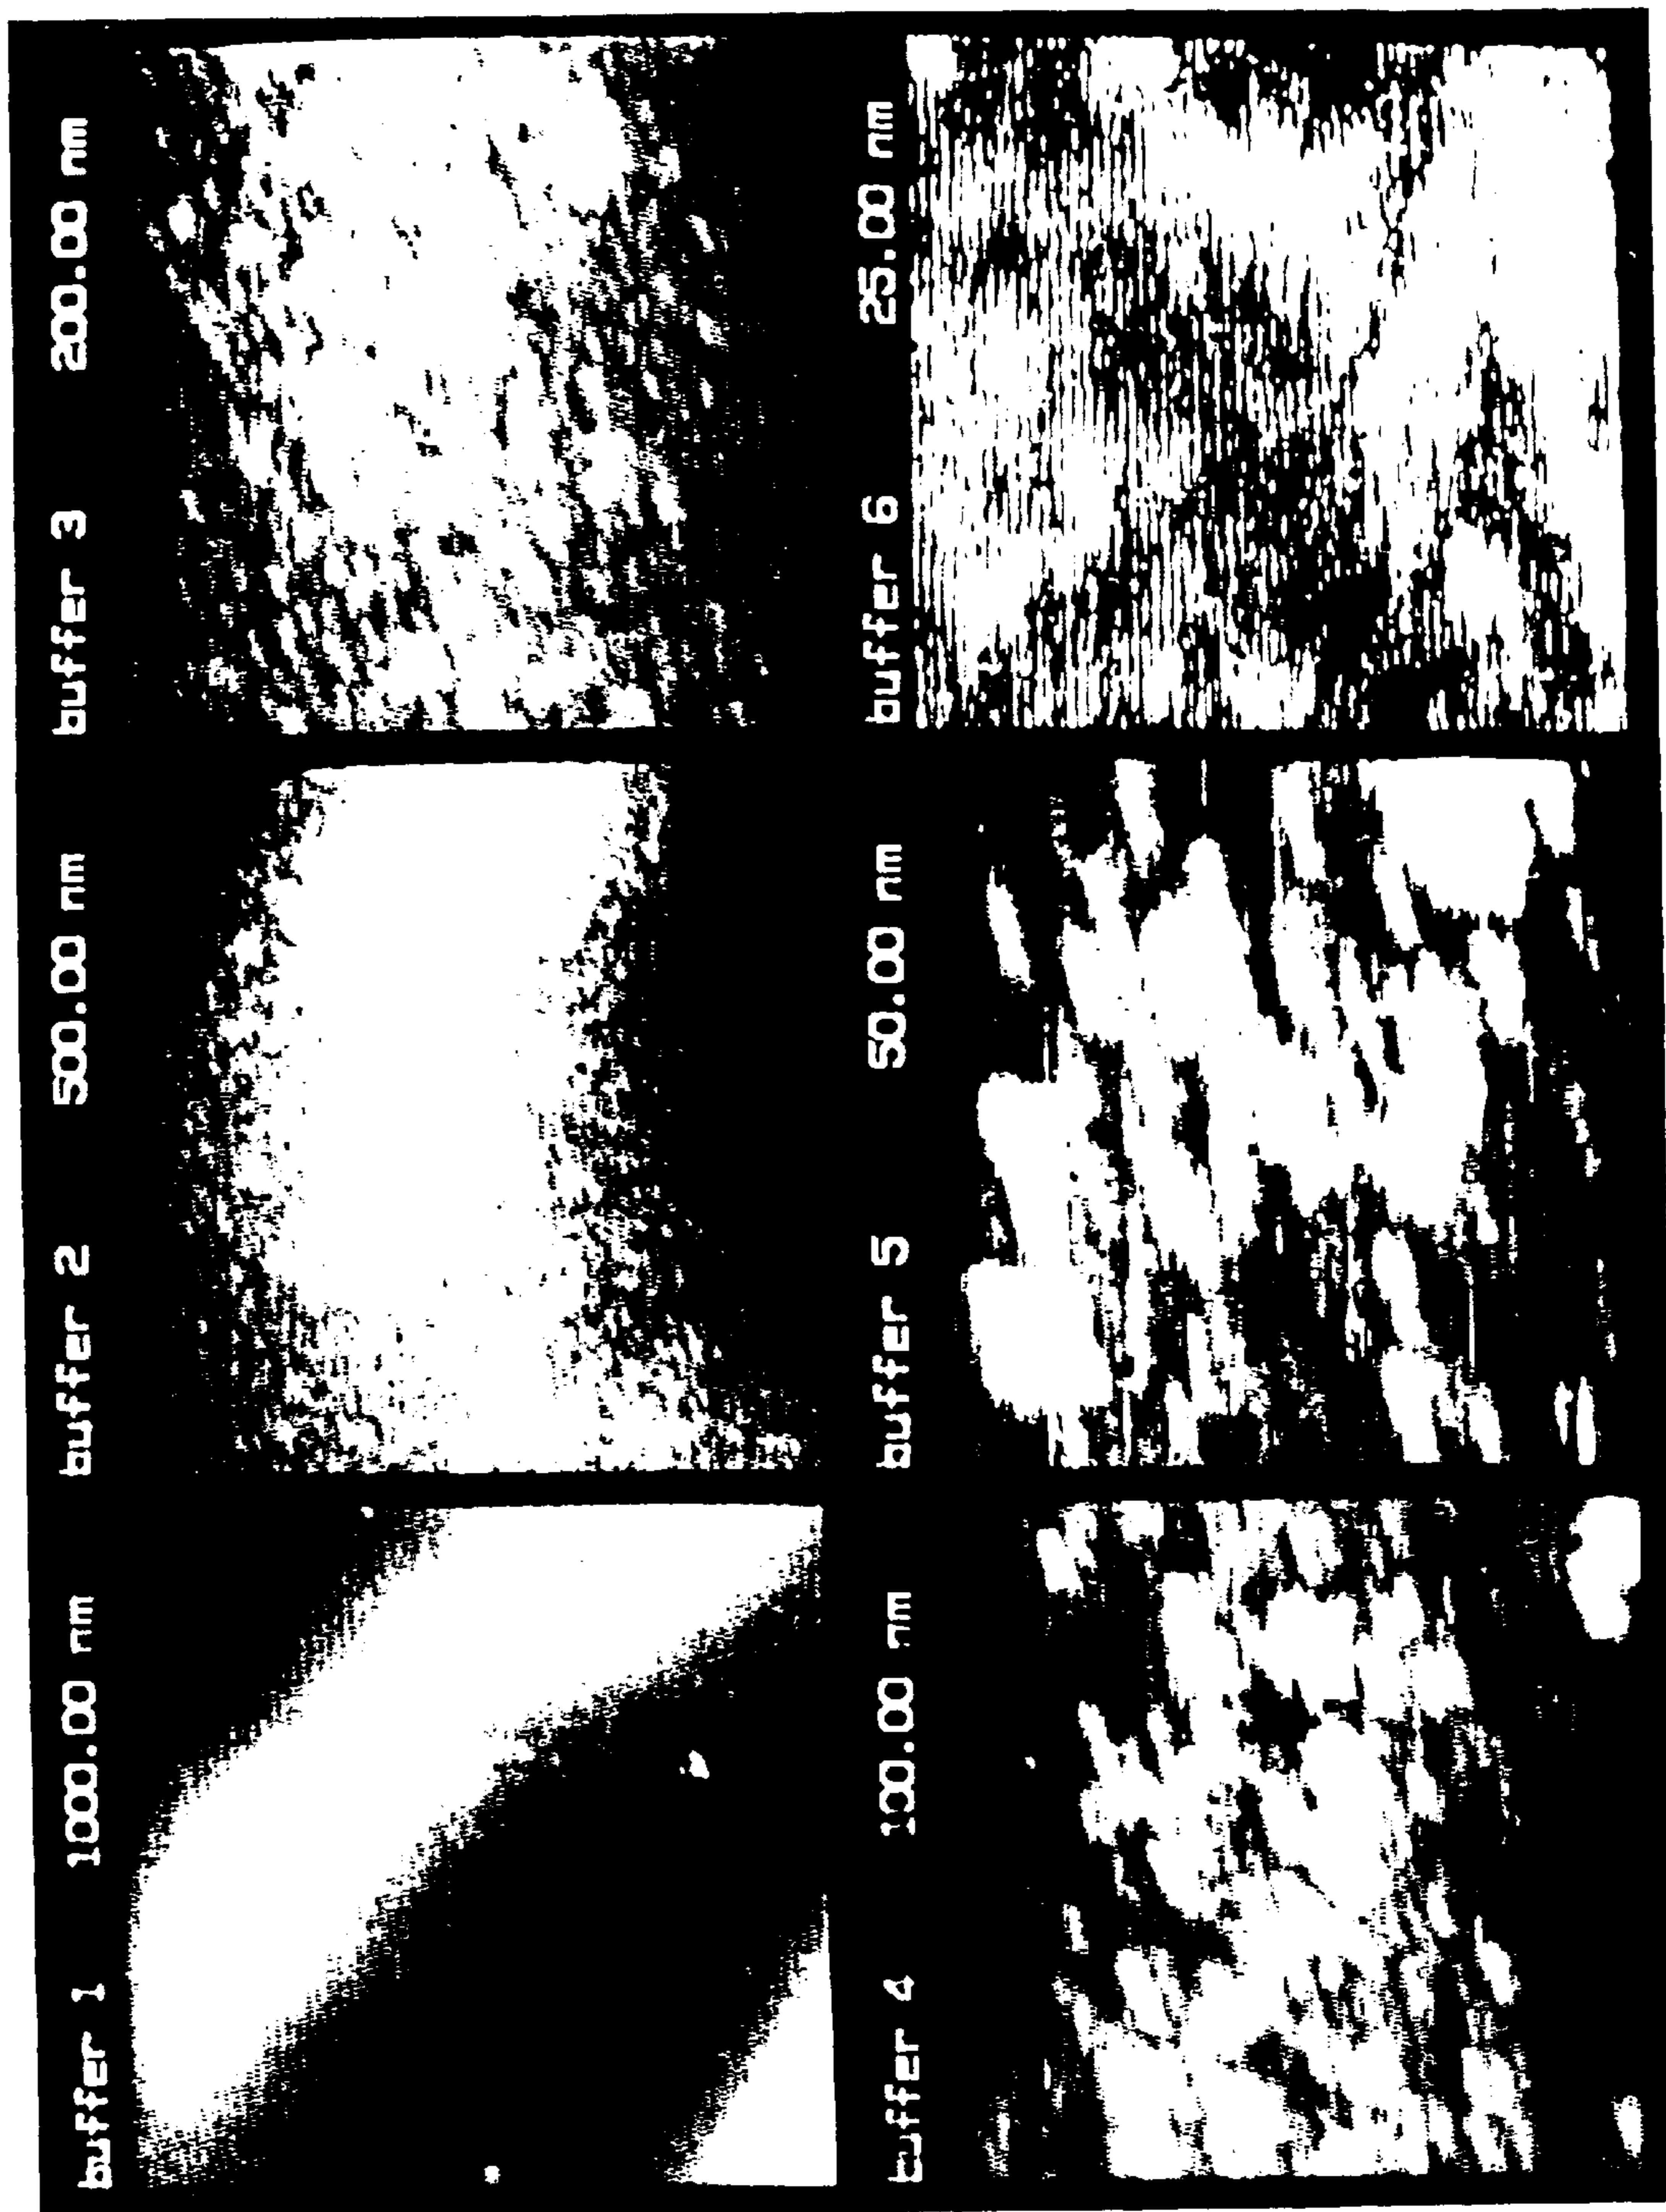 buffer 1 1000.00 nm
buffer 2 500.00 nm
buffer 3 200.00 nm
buffer 4 100.00 nm
buffer 5 50.00 nm
buffer 6 25.00 nm